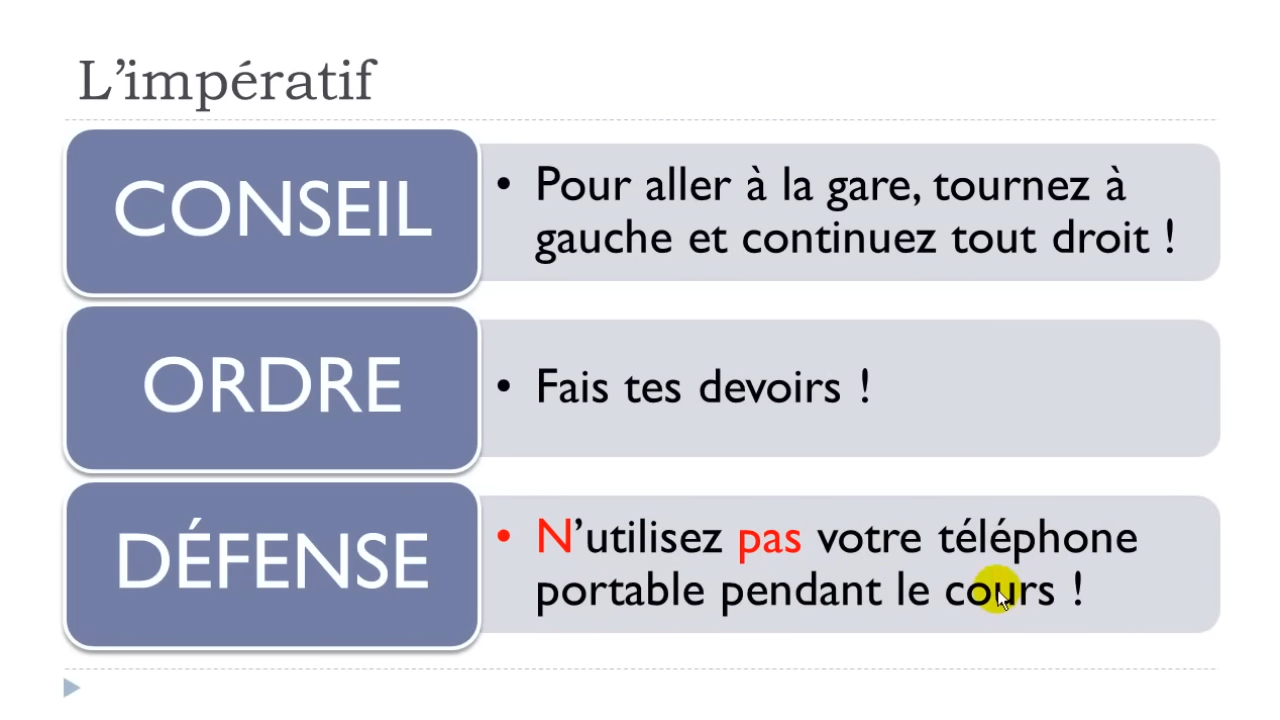 L’impératif
CONSEIL
• Pour aller à la gare, tournez à
gauche et continuez tout droit !
ORDRE
• Fais tes devoirs !
DÉFENSE
• N’utilisez pas votre téléphone
portable pendant le cours !